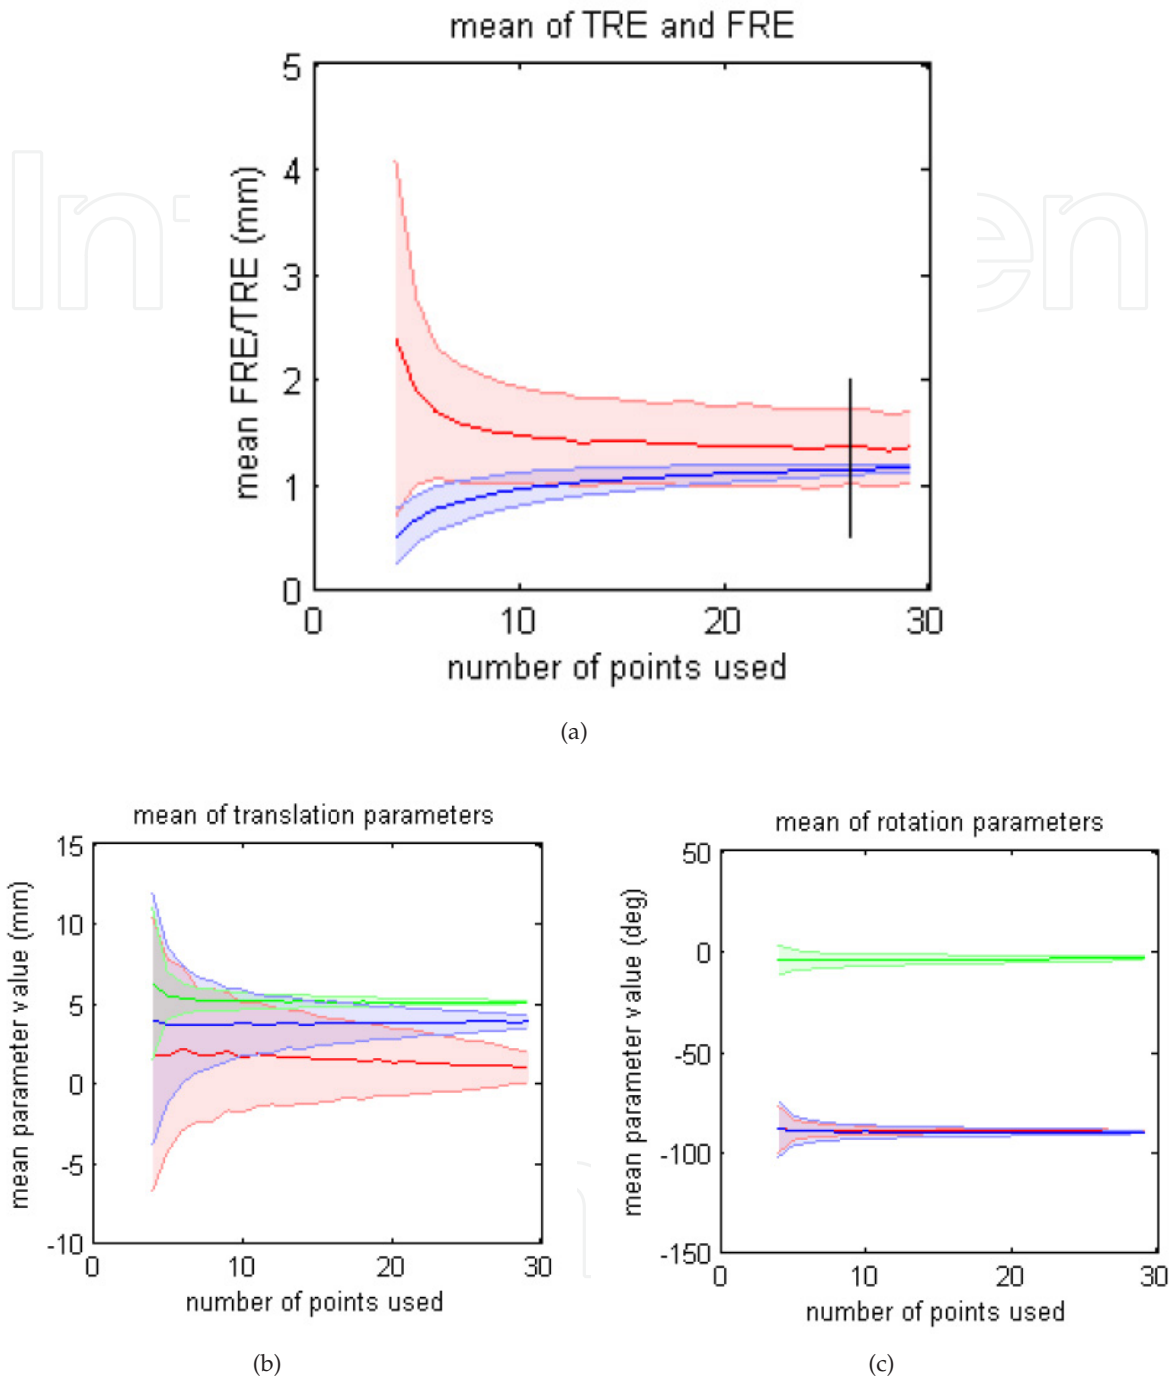 mean of TRE and FRE
5
4
3
2
1
0
mean FRE/TRE (mm)
0 10 20 30
number of points used
(a)
mean of translation parameters
15
10
5
0
-5
-10
mean parameter value (mm)
0 10 20 30
number of points used
(b)
mean of rotation parameters
50
0
-50
-100
-150
mean parameter value (deg)
0 10 20 30
number of points used
(c)